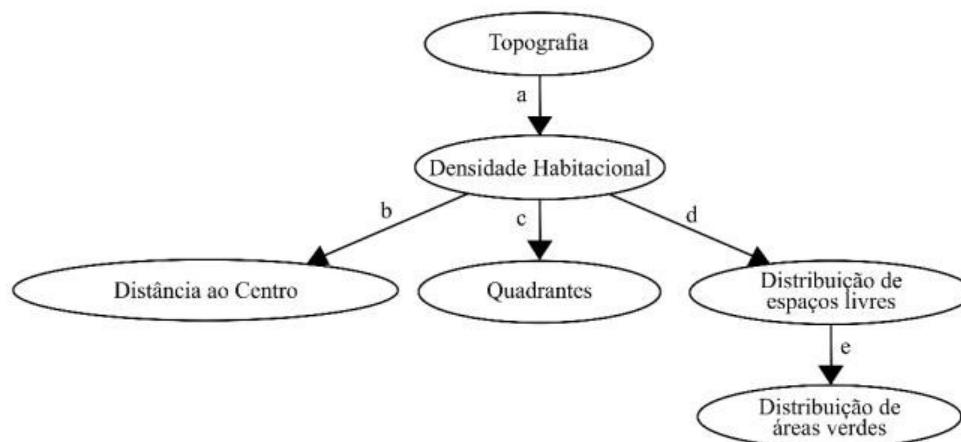 Topografia
a
Densidade Habitacional
b
c
d
Distância ao Centro
Quadrantes
Distribuição de
espaços livres
e
Distribuição de
áreas verdes